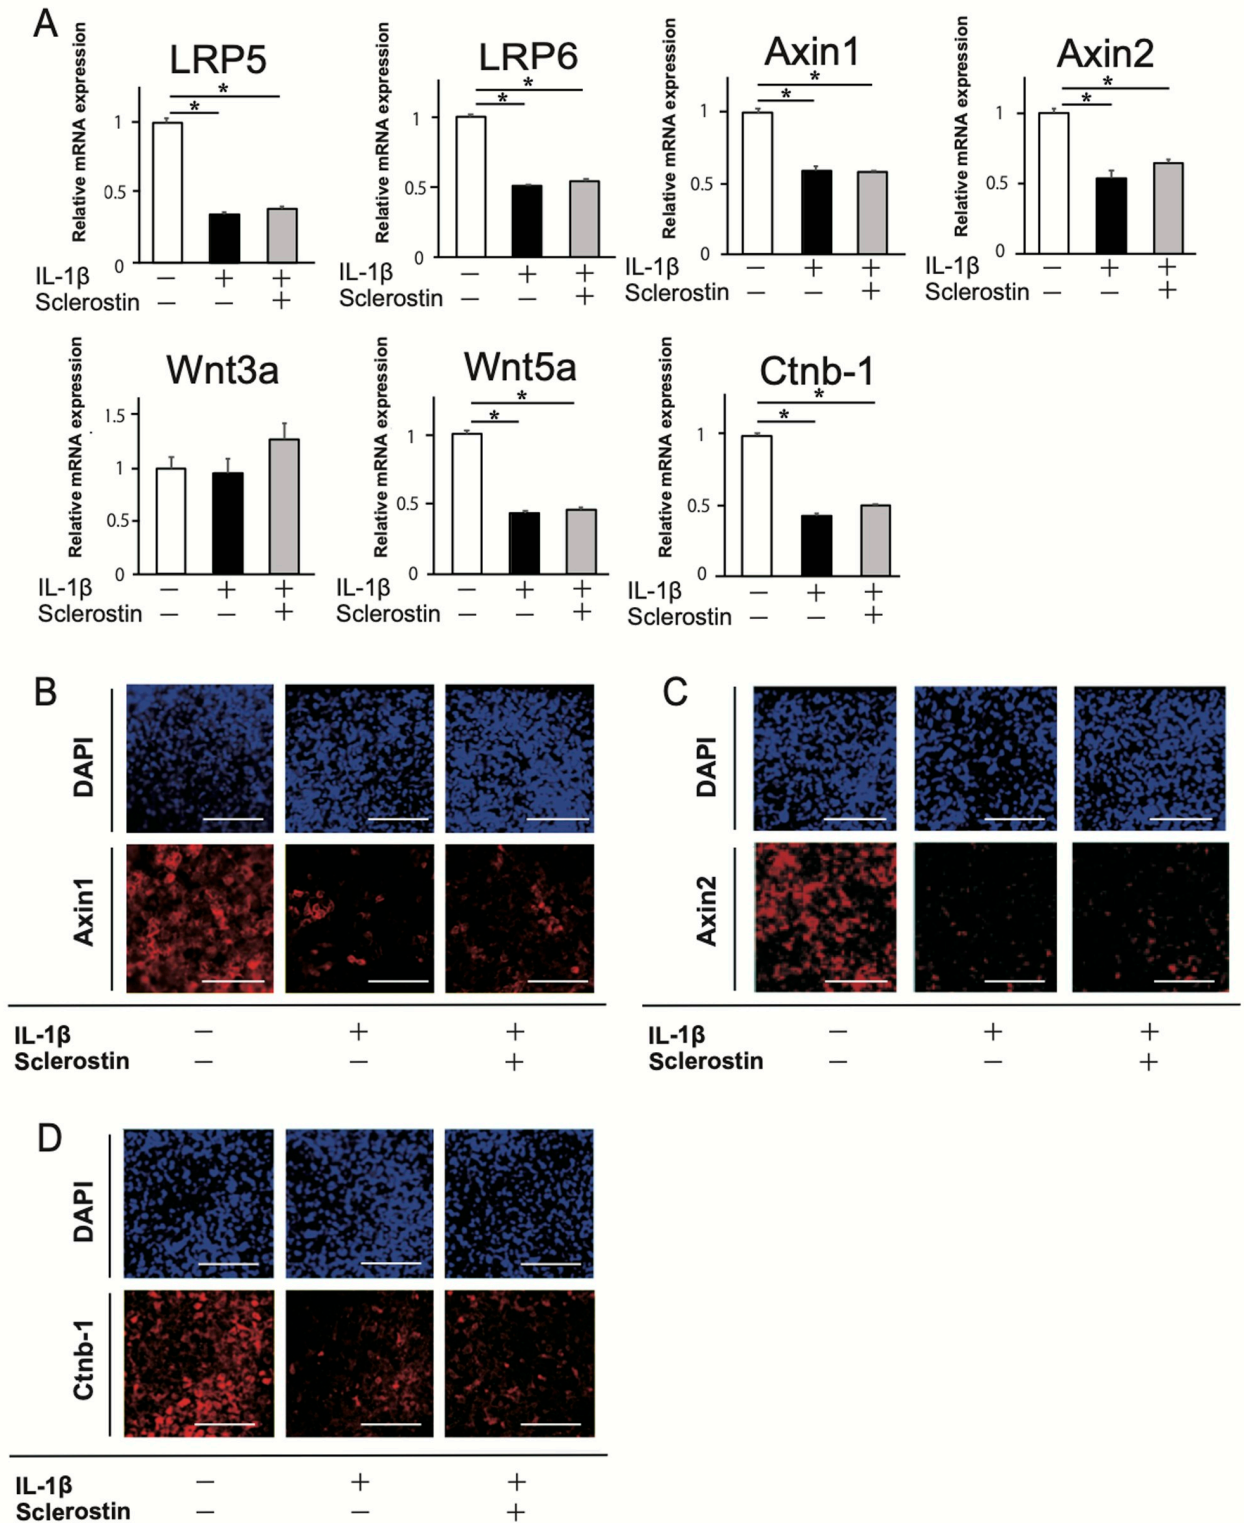 A
LRP5
Relative mRNA expression
*
*
1
0.5
0
IL-1β − + +
Sclerostin − − +
LRP6
Relative mRNA expression
*
*
1
0.5
0
IL-1β − + +
Sclerostin − − +
Axin1
Relative mRNA expression
*
*
1
0.5
0
IL-1β − + +
Sclerostin − − +
Axin2
Relative mRNA expression
*
*
1
0.5
0
IL-1β − + +
Sclerostin − − +
Wnt3a
Relative mRNA expression
1.5
1
0.5
0
IL-1β − + +
Sclerostin − − +
Wnt5a
Relative mRNA expression
*
*
1
0.5
0
IL-1β − + +
Sclerostin − − +
Ctnb-1
Relative mRNA expression
*
*
1
0.5
0
IL-1β − + +
Sclerostin − − +
B
DAPI
Axin1
IL-1β − + +
Sclerostin − − +
C
DAPI
Axin2
IL-1β − + +
Sclerostin − − +
D
DAPI
Ctnb-1
IL-1β − + +
Sclerostin − − +